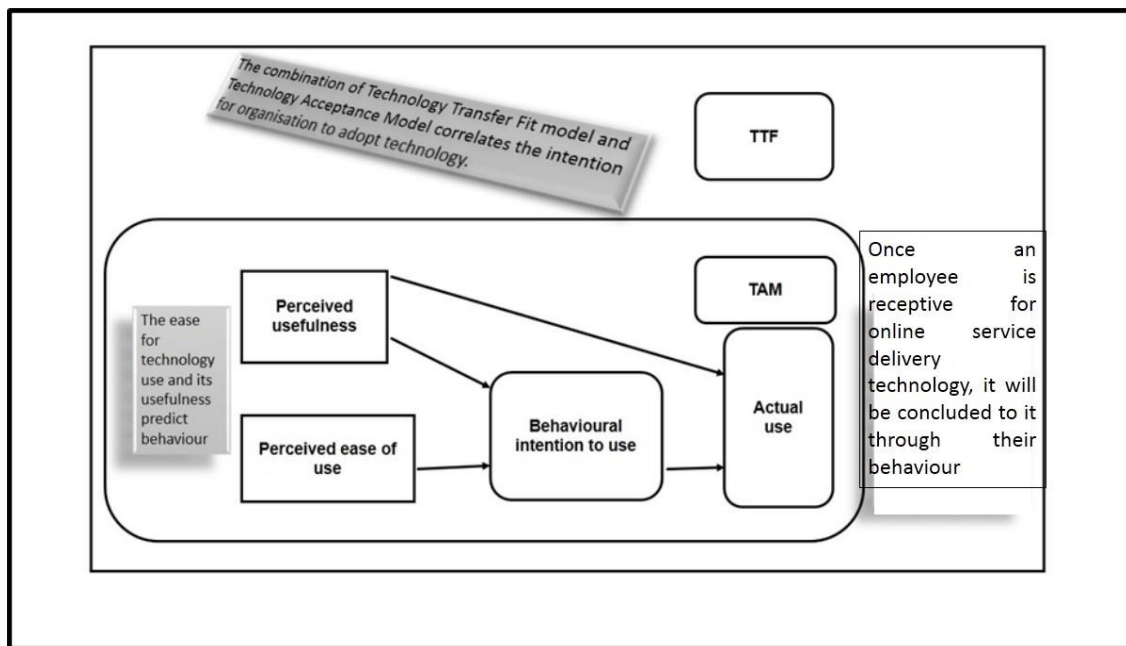 The combination of Technology Transfer Fit model and
Technology Acceptance Model correlates the intention
for organisation to adopt technology.
TTF
TAM
Perceived
usefulness
The ease
for
technology
use and its
usefulness
predict
behaviour
Perceived ease of
use
Behavioural
intention to use
Actual
use
Once an
employee is
receptive for
online service
delivery
technology, it will
be concluded to it
through their
behaviour